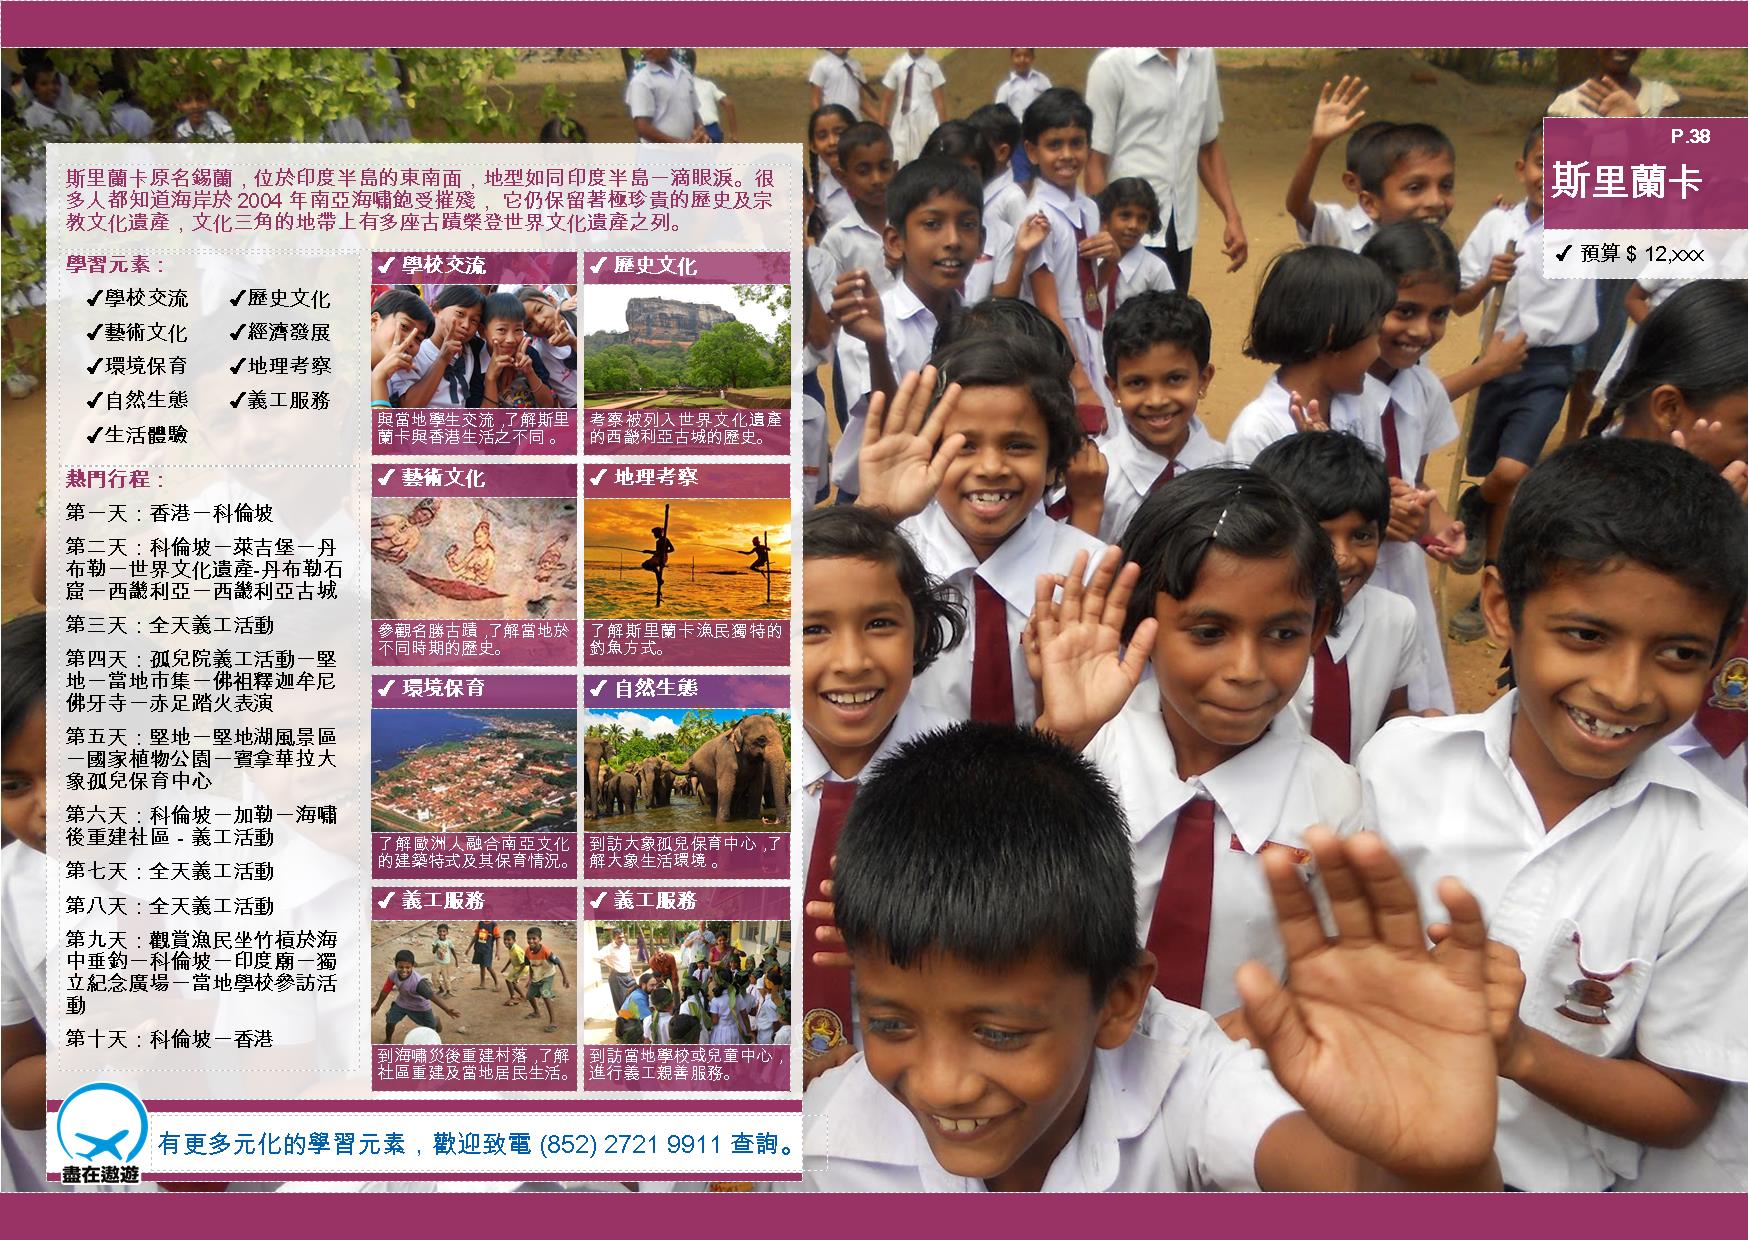 斯里蘭卡原名錫蘭，位於印度半島的東南面，地型如同印度半島一滴眼淚。很
多人都知道海岸於 2004 年南亞海嘯飽受摧殘， 它仍保留著極珍貴的歷史及宗
教文化遺產，文化三角的地帶上有多座古蹟榮登世界文化遺產之列。
學習元素：
✓學校交流 ✓歷史文化
✓藝術文化 ✓經濟發展
✓環境保育 ✓地理考察
✓自然生態 ✓義工服務
✓生活體驗
熱門行程：
第一天：香港－科倫坡
第二天：科倫坡－萊吉堡－丹
布勒－世界文化遺產-丹布勒石
窟－西畿利亞－西畿利亞古城
第三天：全天義工活動
第四天：孤兒院義工活動－堅
地－當地市集－佛祖釋迦牟尼
佛牙寺－赤足踏火表演
第五天：堅地－堅地湖風景區
－國家植物公園－賓拿華拉大
象孤兒保育中心
第六天：科倫坡－加勒－海嘯
後重建社區 - 義工活動
第七天：全天義工活動
第八天：全天義工活動
第九天：觀賞漁民坐竹槓於海
中垂釣－科倫坡－印度廟－獨
立紀念廣場－當地學校參訪活
動
第十天：科倫坡－香港
✓ 學校交流
與當地學生交流 ,了解斯里
蘭卡與香港生活之不同 。
✓ 歷史文化
考察被列入世界文化遺產
的西畿利亞古城的歷史。
✓ 藝術文化
參觀名勝古蹟 ,了解當地於
不同時期的歷史。
✓ 地理考察
了解斯里蘭卡漁民獨特的
釣魚方式。
✓ 環境保育
了解歐洲人融合南亞文化
的建築特式及其保育情況。
✓ 自然生態
到訪大象孤兒保育中心 ,了
解大象生活環境 。
✓ 義工服務
到海嘯災後重建村落 ,了解
社區重建及當地居民生活。
✓ 義工服務
到訪當地學校或兒童中心 ,
進行義工親善服務。
盡在遨遊
有更多元化的學習元素，歡迎致電 (852) 2721 9911 查詢。
P.38
斯里蘭卡
✓ 預算 $ 12,xxx